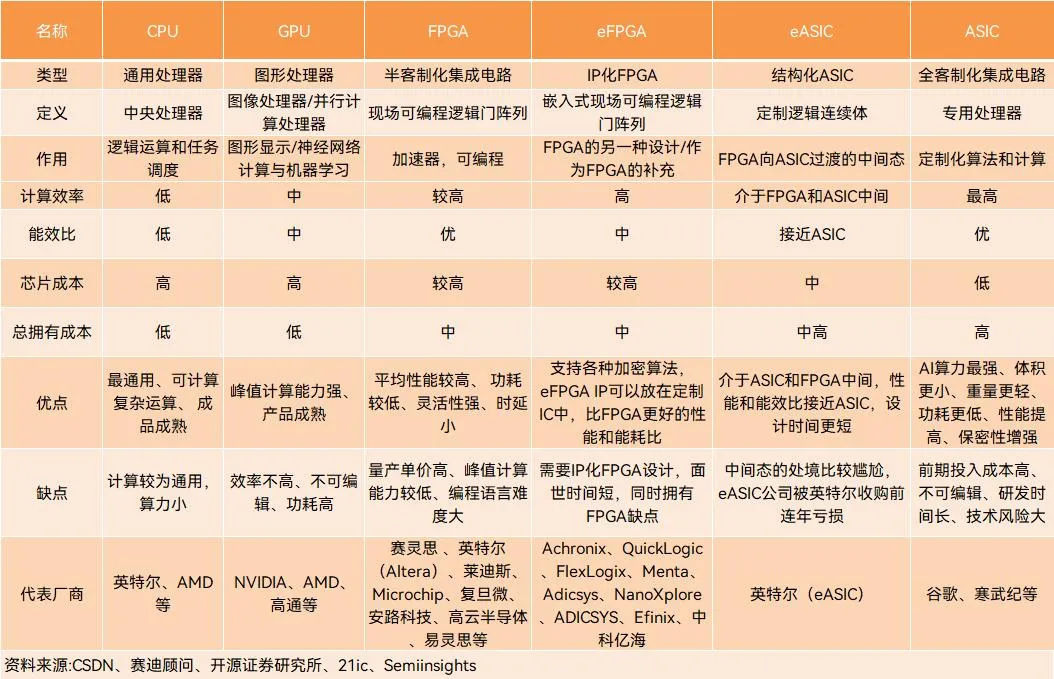 名称 CPU GPU FPGA eFPGA eASIC ASIC
类型 通用处理器 图形处理器 半客制化集成电路 IP化FPGA 结构化ASIC 全客制化集成电路
定义 中央处理器 图像处理器/并行计
算处理器 现场可编程逻辑门阵列 嵌入式现场可编程逻辑
门阵列 定制逻辑连续体 专用处理器
作用 逻辑运算和任务
调度 图形显示/神经网络
计算与机器学习 加速器，可编程 FPGA的另一种设计/作
为FPGA的补充 FPGA向ASIC过渡的中间态 定制化算法和计算
计算效率 低 中 较高 高 介于FPGA和ASIC中间 最高
能效比 低 中 优 中 接近ASIC 优
芯片成本 高 高 较高 较高 中 低
总拥有成本 低 低 中 中 中高 高
优点 最通用、可计算
复杂运算、 成
品成熟 峰值计算能力强、
产品成熟 平均性能较高、 功耗
较低、灵活性强、时延
小 支持各种加密算法，
eFPGA IP可以放在定制
IC中，比FPGA更好的性
能和能耗比 介于ASIC和FPGA中间，性
能和能效比接近ASIC，设
计时间更短 AI算力最强、体积
更小、重量更轻、
功耗更低、性能提
高、保密性增强
缺点 计算较为通用，
算力小 效率不高、不可编
辑、功耗高 量产单价高、峰值计算
能力较低、编程语言难
度大 需要IP化FPGA设计，面
世时间短，同时拥有
FPGA缺点 中间态的处境比较尴尬，
eASIC公司被英特尔收购前
连年亏损 前期投入成本高、
不可编辑、研发时
间长、技术风险大
代表厂商 英特尔、AMD
等 NVIDIA、AMD、
高通等 赛灵思 、英特尔
（Altera）、莱迪斯、
Microchip、复旦微、
安路科技、高云半导体
、易灵思等 Achronix、QuickLogic
、FlexLogix、Menta、
Adicsys、NanoXplore
、ADICSYS、Efinix、中
科亿海 英特尔（eASIC） 谷歌、寒武纪等
资料来源:CSDN、赛迪顾问、开源证券研究所、21ic、Semiinsights